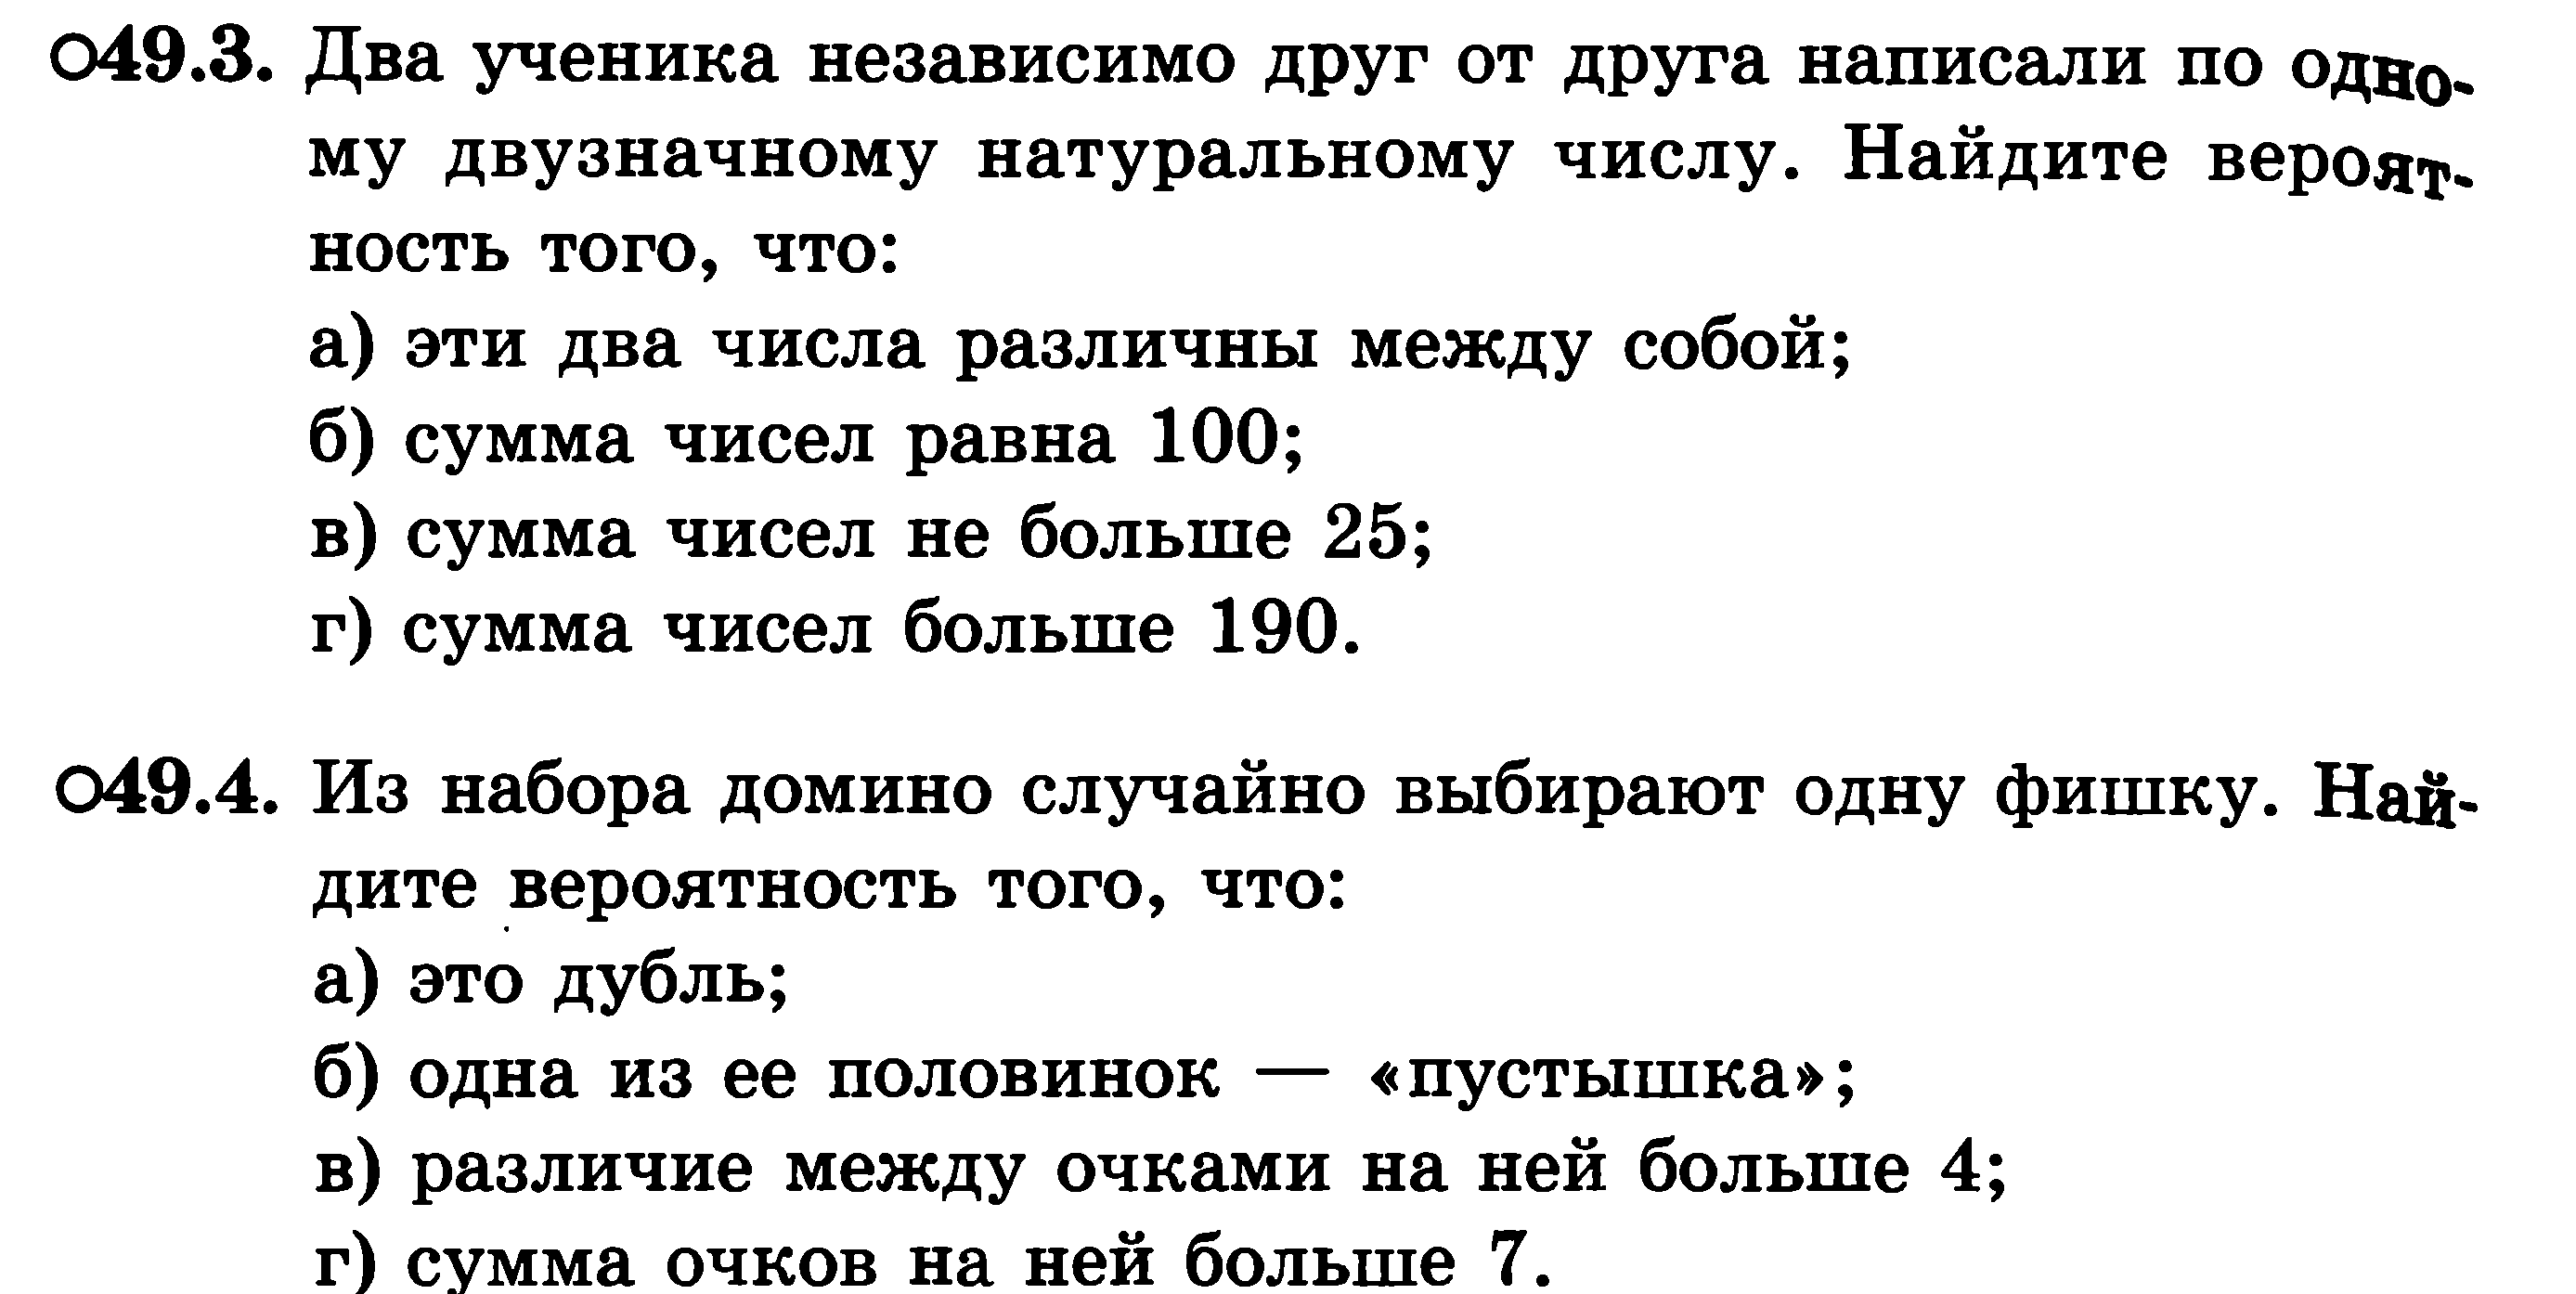 ○49.3. Два ученика независимо друг от друга написали по одно-
му двузначному натуральному числу. Найдите вероят-
ность того, что:
а) эти два числа различны между собой;
б) сумма чисел равна 100;
в) сумма чисел не больше 25;
г) сумма чисел больше 190.
○49.4. Из набора домино случайно выбирают одну фишку. Най-
дите вероятность того, что:
а) это дубль;
б) одна из ее половинок — «пустышка»;
в) различие между очками на ней больше 4;
г) сумма очков на ней больше 7.